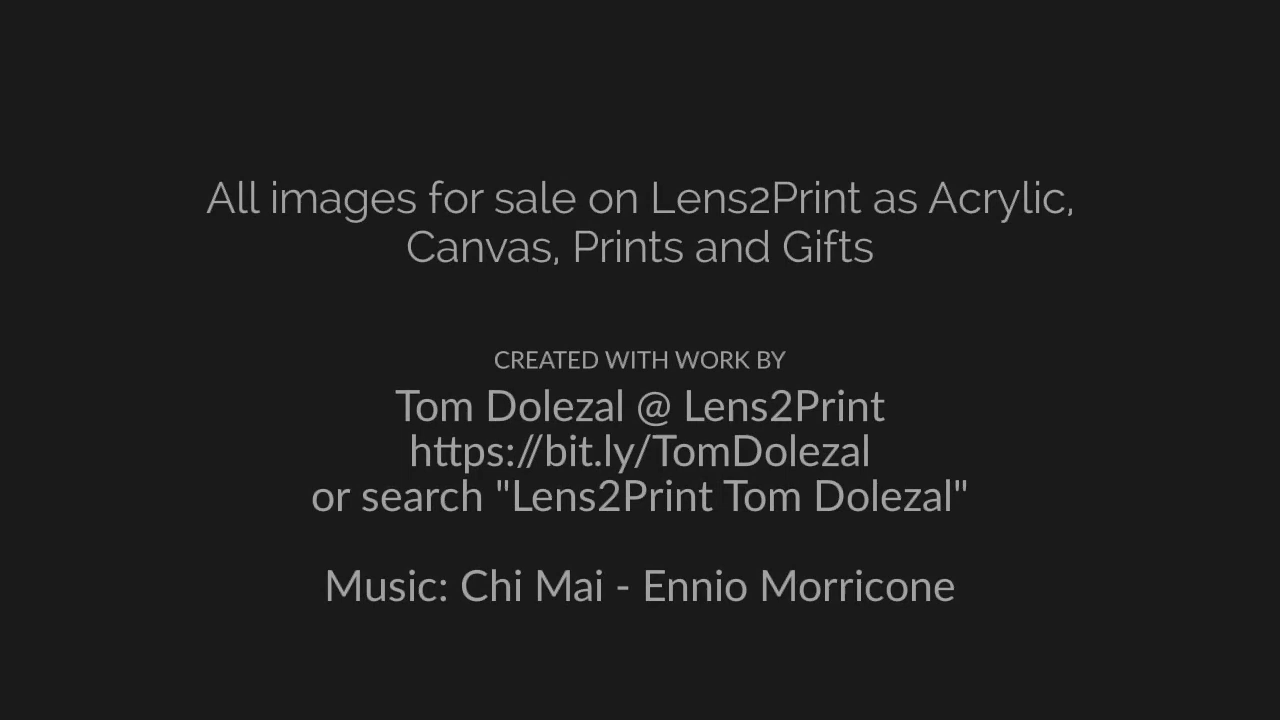 All images for sale on Lens2Print as Acrylic,
Canvas, Prints and Gifts
CREATED WITH WORK BY
Tom Dolezal @ Lens2Print
https://bit.ly/TomDolezal
or search "Lens2Print Tom Dolezal"
Music: Chi Mai - Ennio Morricone